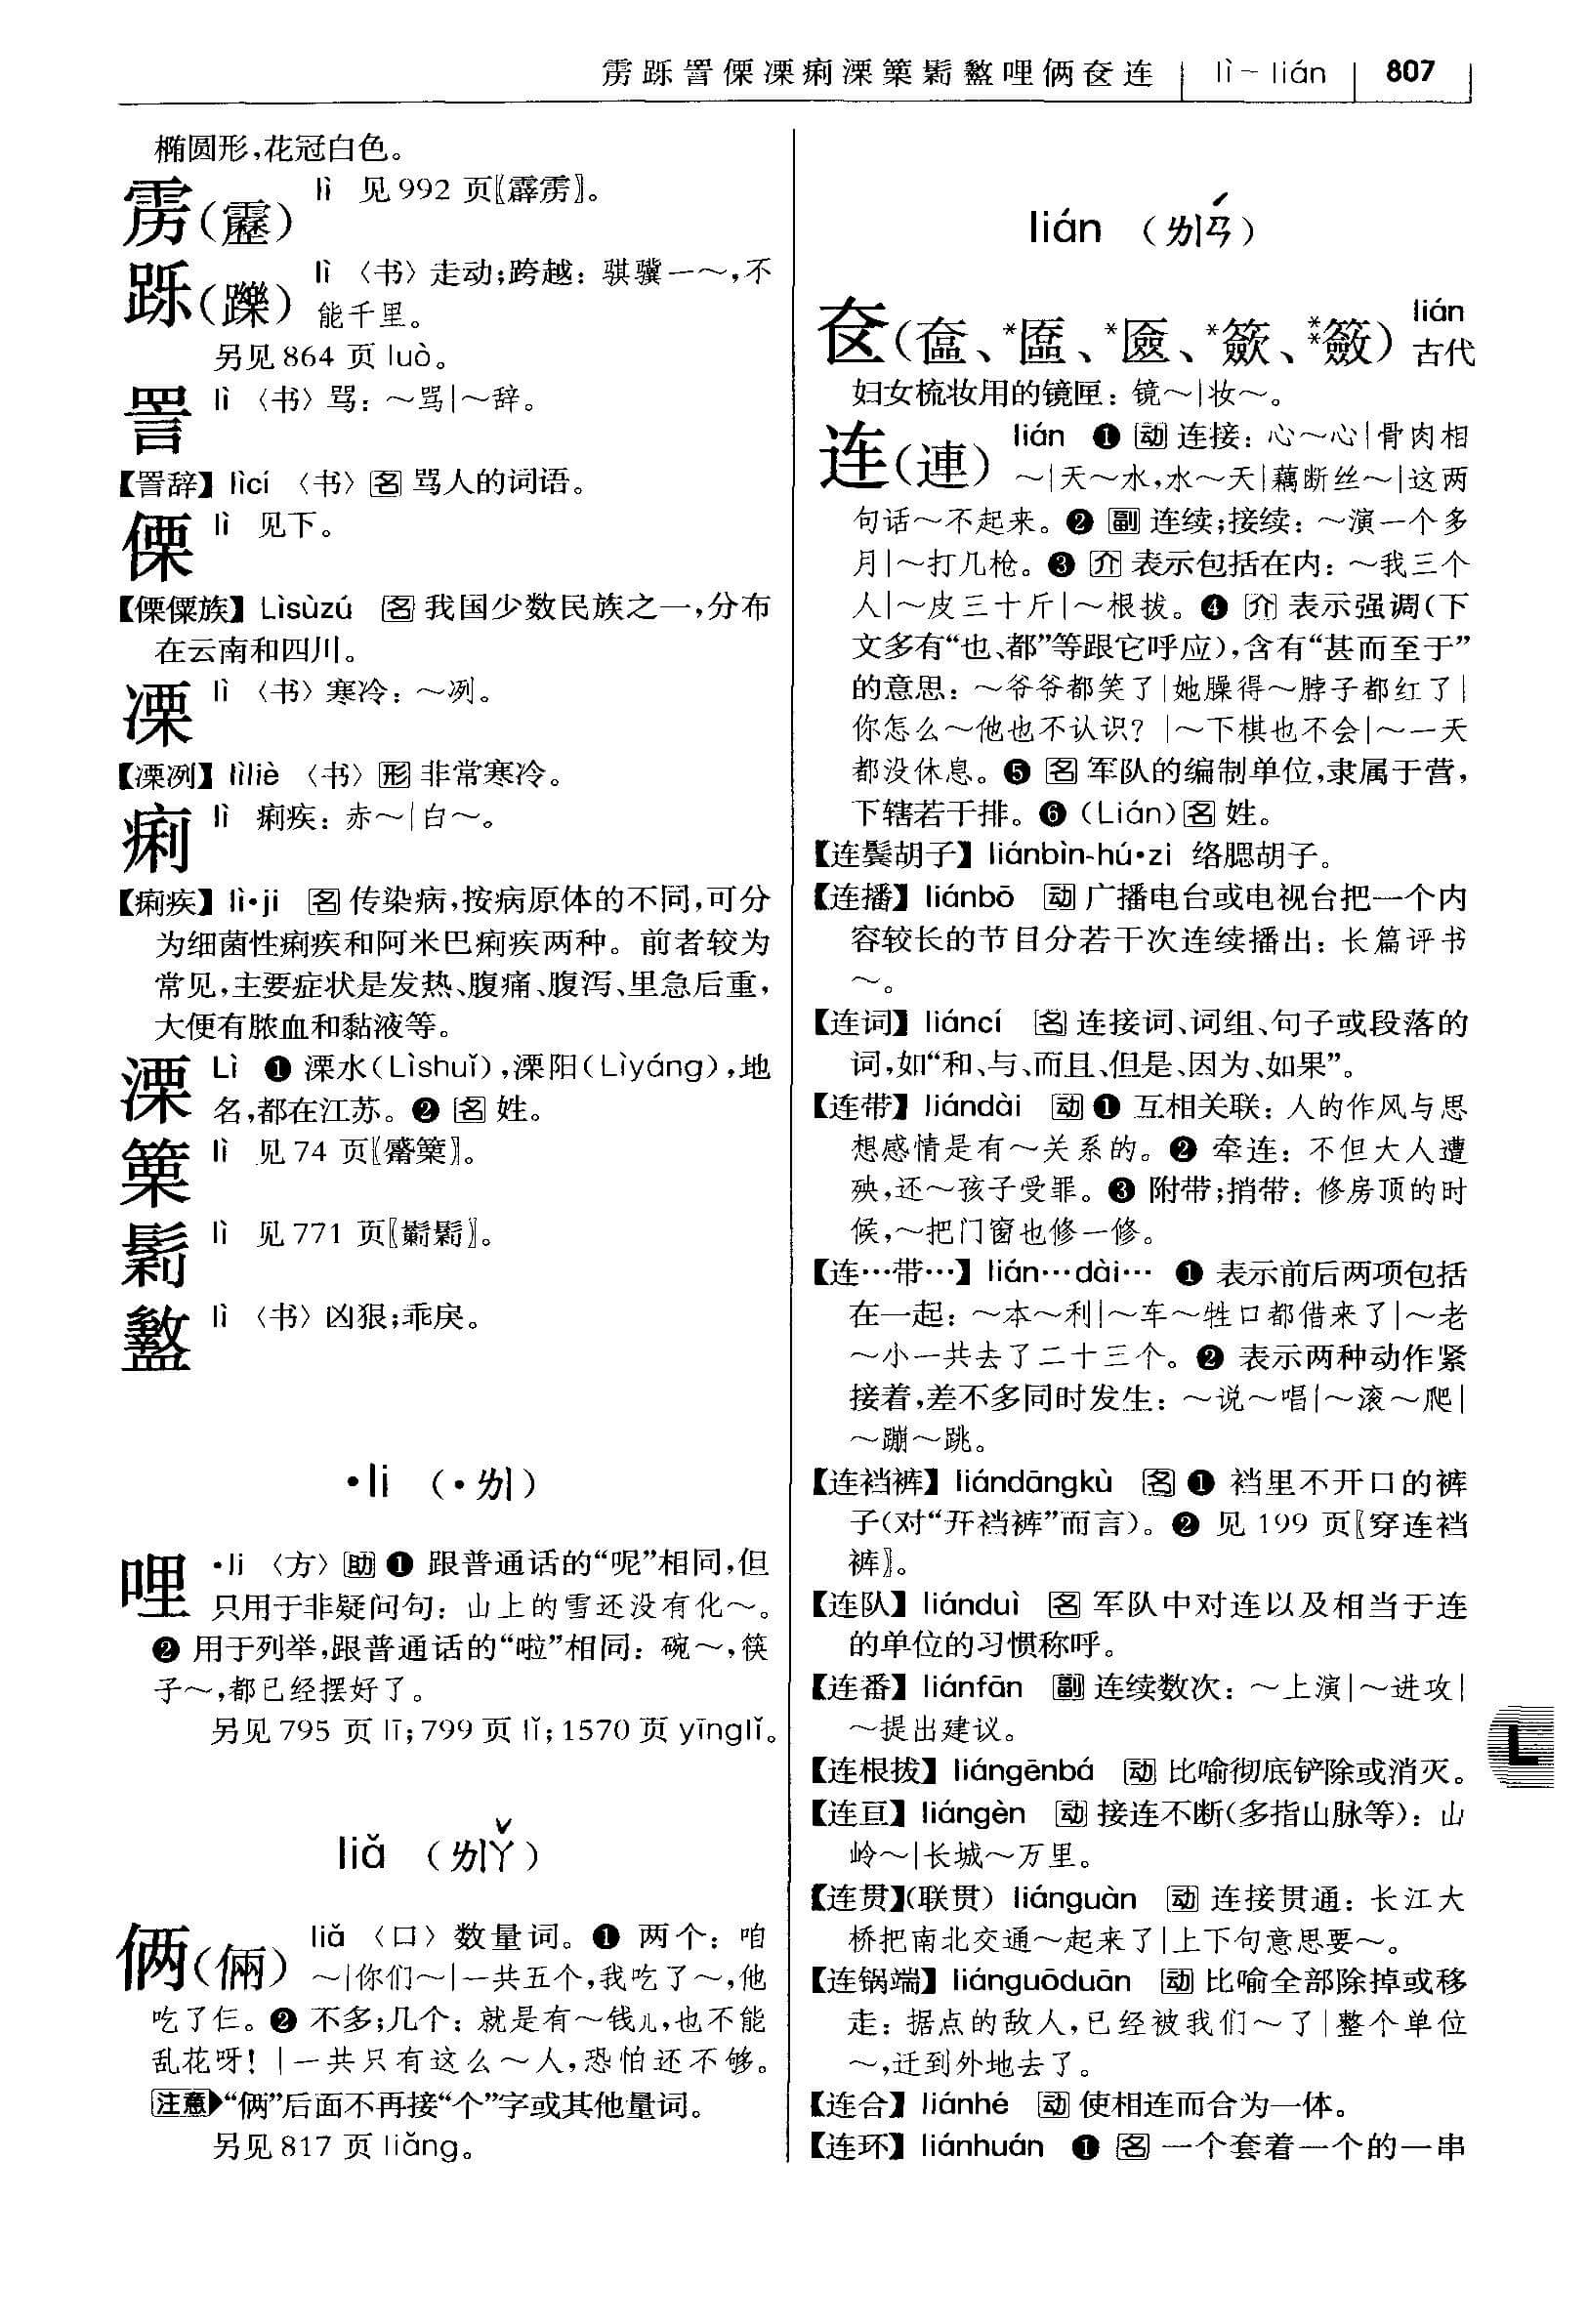 雳跞詈傈凓痢溧篥鬁盭哩俩奁连 lì－lián 807
椭圆形，花冠白色。
雳（靂） lì 见992页〖霹雳〗。
跞（躒） lì 〈书〉走动；跨越：骐骥一～，不
能千里。
另见864页luò。
詈 lì 〈书〉骂：～骂|～辞。
【詈辞】lìcí 〈书〉名 骂人的词语。
傈 lì 见下。
【傈僳族】Lìsùzú 名 我国少数民族之一，分布
在云南和四川。
凓 lì 〈书〉寒冷：～冽。
【凓冽】lìliè 〈书〉形 非常寒冷。
痢 lì 痢疾：赤～|白～。
【痢疾】lì·ji 名 传染病，按病原体的不同，可分
为细菌性痢疾和阿米巴痢疾两种。前者较为
常见，主要症状是发热、腹痛、腹泻、里急后重，
大便有脓血和黏液等。
溧 Lì ❶ 溧水（Lìshuǐ），溧阳（Lìyáng），地
名，都在江苏。❷ 名 姓。
篥 lì 见74页〖觱篥〗。
鬁 lì 见771页〖鬎鬁〗。
盭 lì 〈书〉凶狠；乖戾。
·li （·ㄌㄧ）
哩 ·li 〈方〉助 ❶ 跟普通话的“呢”相同，但
只用于非疑问句：山上的雪还没有化～。
❷ 用于列举，跟普通话的“啦”相同：碗～，筷
子～，都已经摆好了。
另见795页lī；799页lǐ；1570页yīnglǐ。
liǎ （ㄌㄧㄚˇ）
俩（倆） liǎ 〈口〉数量词。❶ 两个：咱
～|你们～|一共五个，我吃了～，他
吃了仨。❷ 不多；几个：就是有～钱儿，也不能
乱花呀！|一共只有这么～人，恐怕还不够。
注意▶“俩”后面不再接“个”字或其他量词。
另见817页liǎng。
lián （ㄌㄧㄢˊ）
奁（奩、*匲、*匳、*籨、⁑籢） lián
古代
妇女梳妆用的镜匣：镜～|妆～。
连（連） lián ❶ 动 连接：心～心|骨肉相
～|天～水，水～天|藕断丝～|这两
句话～不起来。❷ 副 连续；接续：～演一个多
月|～打几枪。❸ 介 表示包括在内：～我三个
人|～皮三十斤|～根拔。❹ 介 表示强调（下
文多有“也、都”等跟它呼应），含有“甚而至于”
的意思：～爷爷都笑了|她臊得～脖子都红了|
你怎么～他也不认识？|～下棋也不会|～一天
都没休息。❺ 名 军队的编制单位，隶属于营，
下辖若干排。❻（Lián）名 姓。
【连鬓胡子】liánbìn-hú·zi 络腮胡子。
【连播】liánbō 动 广播电台或电视台把一个内
容较长的节目分若干次连续播出：长篇评书
～。
【连词】liáncí 名 连接词、词组、句子或段落的
词，如“和、与、而且、但是、因为、如果”。
【连带】liándài 动 ❶ 互相关联：人的作风与思
想感情是有～关系的。❷ 牵连：不但大人遭
殃，还～孩子受罪。❸ 附带；捎带：修房顶的时
候，～把门窗也修一修。
【连…带…】lián…dài… ❶ 表示前后两项包括
在一起：～本～利|～车～牲口都借来了|～老
～小一共去了二十三个。❷ 表示两种动作紧
接着，差不多同时发生：～说～唱|～滚～爬|
～蹦～跳。
【连裆裤】liándāngkù 名 ❶ 裆里不开口的裤
子（对“开裆裤”而言）。❷ 见199页〖穿连裆
裤〗。
【连队】liánduì 名 军队中对连以及相当于连
的单位的习惯称呼。
【连番】liánfān 副 连续数次：～上演|～进攻|
～提出建议。
【连根拔】liángēnbá 动 比喻彻底铲除或消灭。
【连亘】liángèn 动 接连不断（多指山脉等）：山
岭～|长城～万里。
【连贯】（联贯）liánguàn 动 连接贯通：长江大
桥把南北交通～起来了|上下句意思要～。
【连锅端】liánguōduān 动 比喻全部除掉或移
走：据点的敌人，已经被我们～了|整个单位
～，迁到外地去了。
【连合】liánhé 动 使相连而合为一体。
【连环】liánhuán ❶ 名 一个套着一个的一串
L